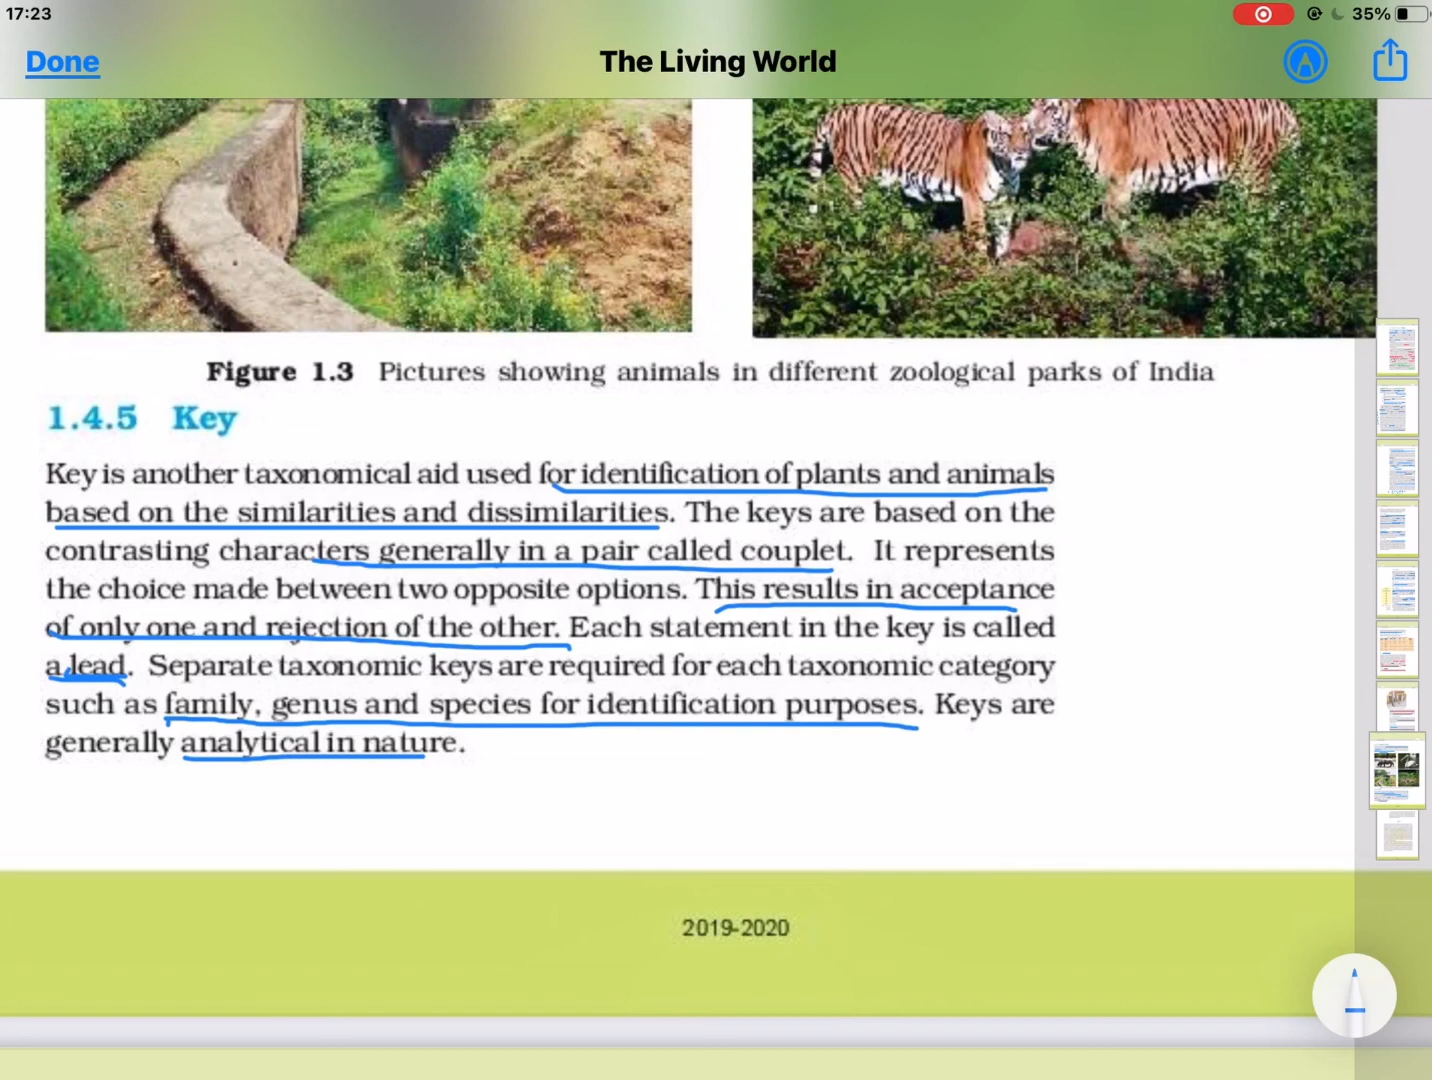 17:23
35%
Done
The Living World
Figure 1.3 Pictures showing animals in different zoological parks of India
1.4.5 Key
Key is another taxonomical aid used for identification of plants and animals
based on the similarities and dissimilarities. The keys are based on the
contrasting characters generally in a pair called couplet. It represents
the choice made between two opposite options. This results in acceptance
of only one and rejection of the other. Each statement in the key is called
a lead. Separate taxonomic keys are required for each taxonomic category
such as family, genus and species for identification purposes. Keys are
generally analytical in nature.
2019-2020